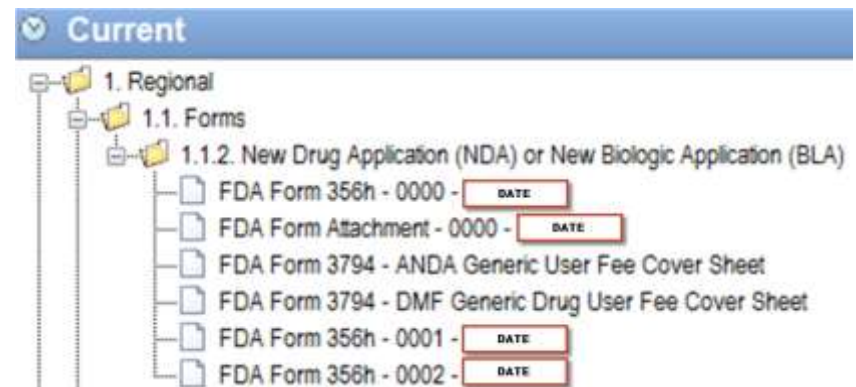 Current
1. Regional
1.1. Forms
1.1.2. New Drug Application (NDA) or New Biologic Application (BLA)
FDA Form 356h - 0000 - DATE
FDA Form Attachment - 0000 - DATE
FDA Form 3794 - ANDA Generic User Fee Cover Sheet
FDA Form 3794 - DMF Generic Drug User Fee Cover Sheet
FDA Form 356h - 0001 - DATE
FDA Form 356h - 0002 - DATE